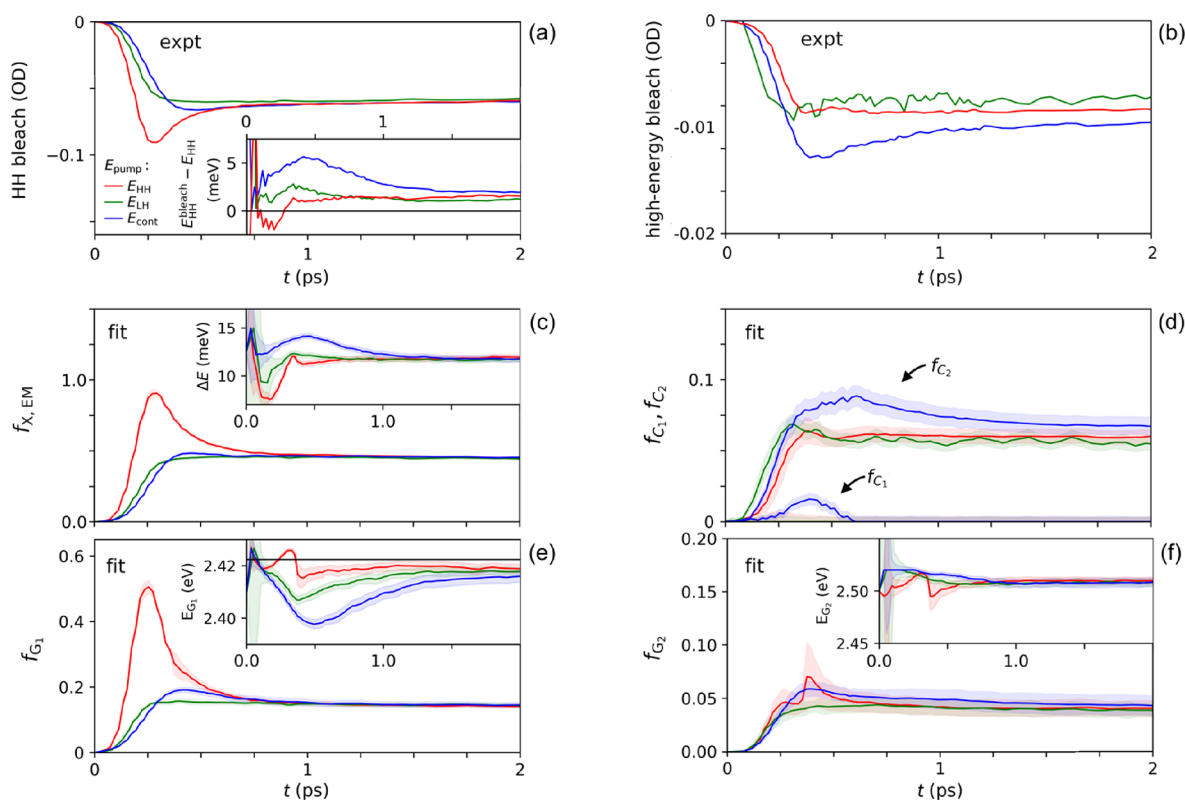 (a)
expt
HH bleach (OD)
0
−0.1
E_pump :
E_HH
E_LH
E_cont
0 1
E_HH^bleach − E_HH
(meV)
5
0
0 1 2
t (ps)
(b)
expt
high-energy bleach (OD)
0
-0.01
-0.02
0 1 2
t (ps)
(c)
fit
f_X, EM
1.0
0.0
ΔE (meV)
15
10
0.0 1.0
(d)
fit
f_C₁, f_C₂
0.1
0
f_C₂
f_C₁
(e)
fit
f_G₁
0.6
0.4
0.2
0
E_G₁ (eV)
2.42
2.40
0.0 1.0
0 1 2
t (ps)
(f)
fit
f_G₂
0.20
0.15
0.10
0.05
0.00
E_G₂ (eV)
2.50
2.45
0.0 1.0
0 1 2
t (ps)